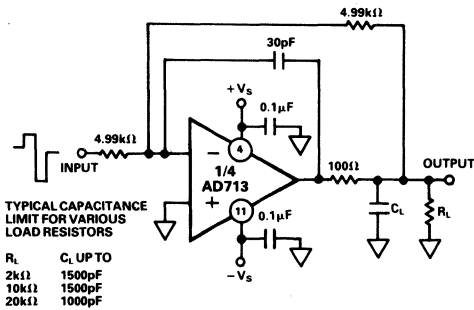 4.99kΩ
30pF
+VS
0.1µF
4.99kΩ
INPUT
−
4
1/4
AD713
+
11
100Ω
OUTPUT
0.1µF
CL
RL
−VS
TYPICAL CAPACITANCE
LIMIT FOR VARIOUS
LOAD RESISTORS
RL CL UP TO
2kΩ 1500pF
10kΩ 1500pF
20kΩ 1000pF